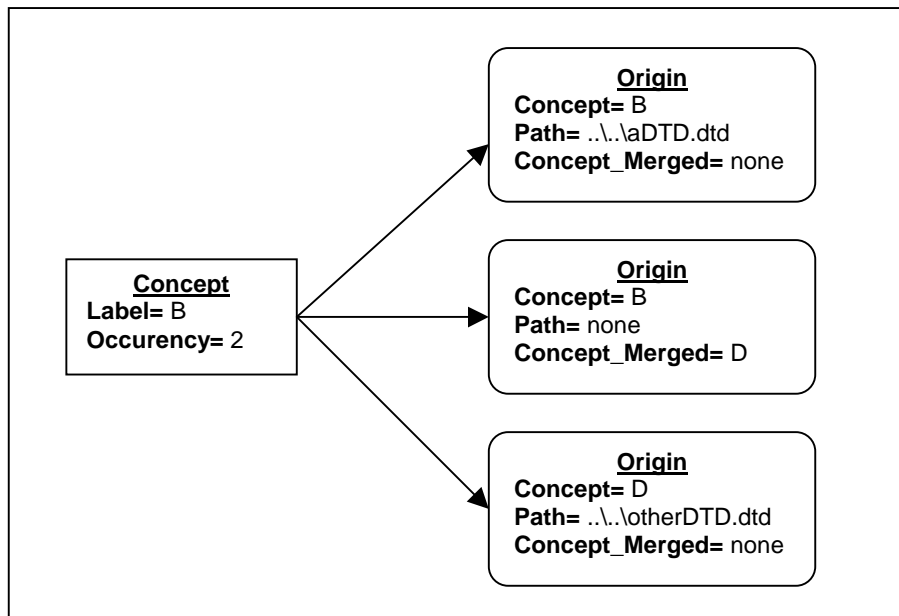 Origin
Concept= B
Path= ..\..\aDTD.dtd
Concept_Merged= none
Concept
Label= B
Occurency= 2
Origin
Concept= B
Path= none
Concept_Merged= D
Origin
Concept= D
Path= ..\..\otherDTD.dtd
Concept_Merged= none